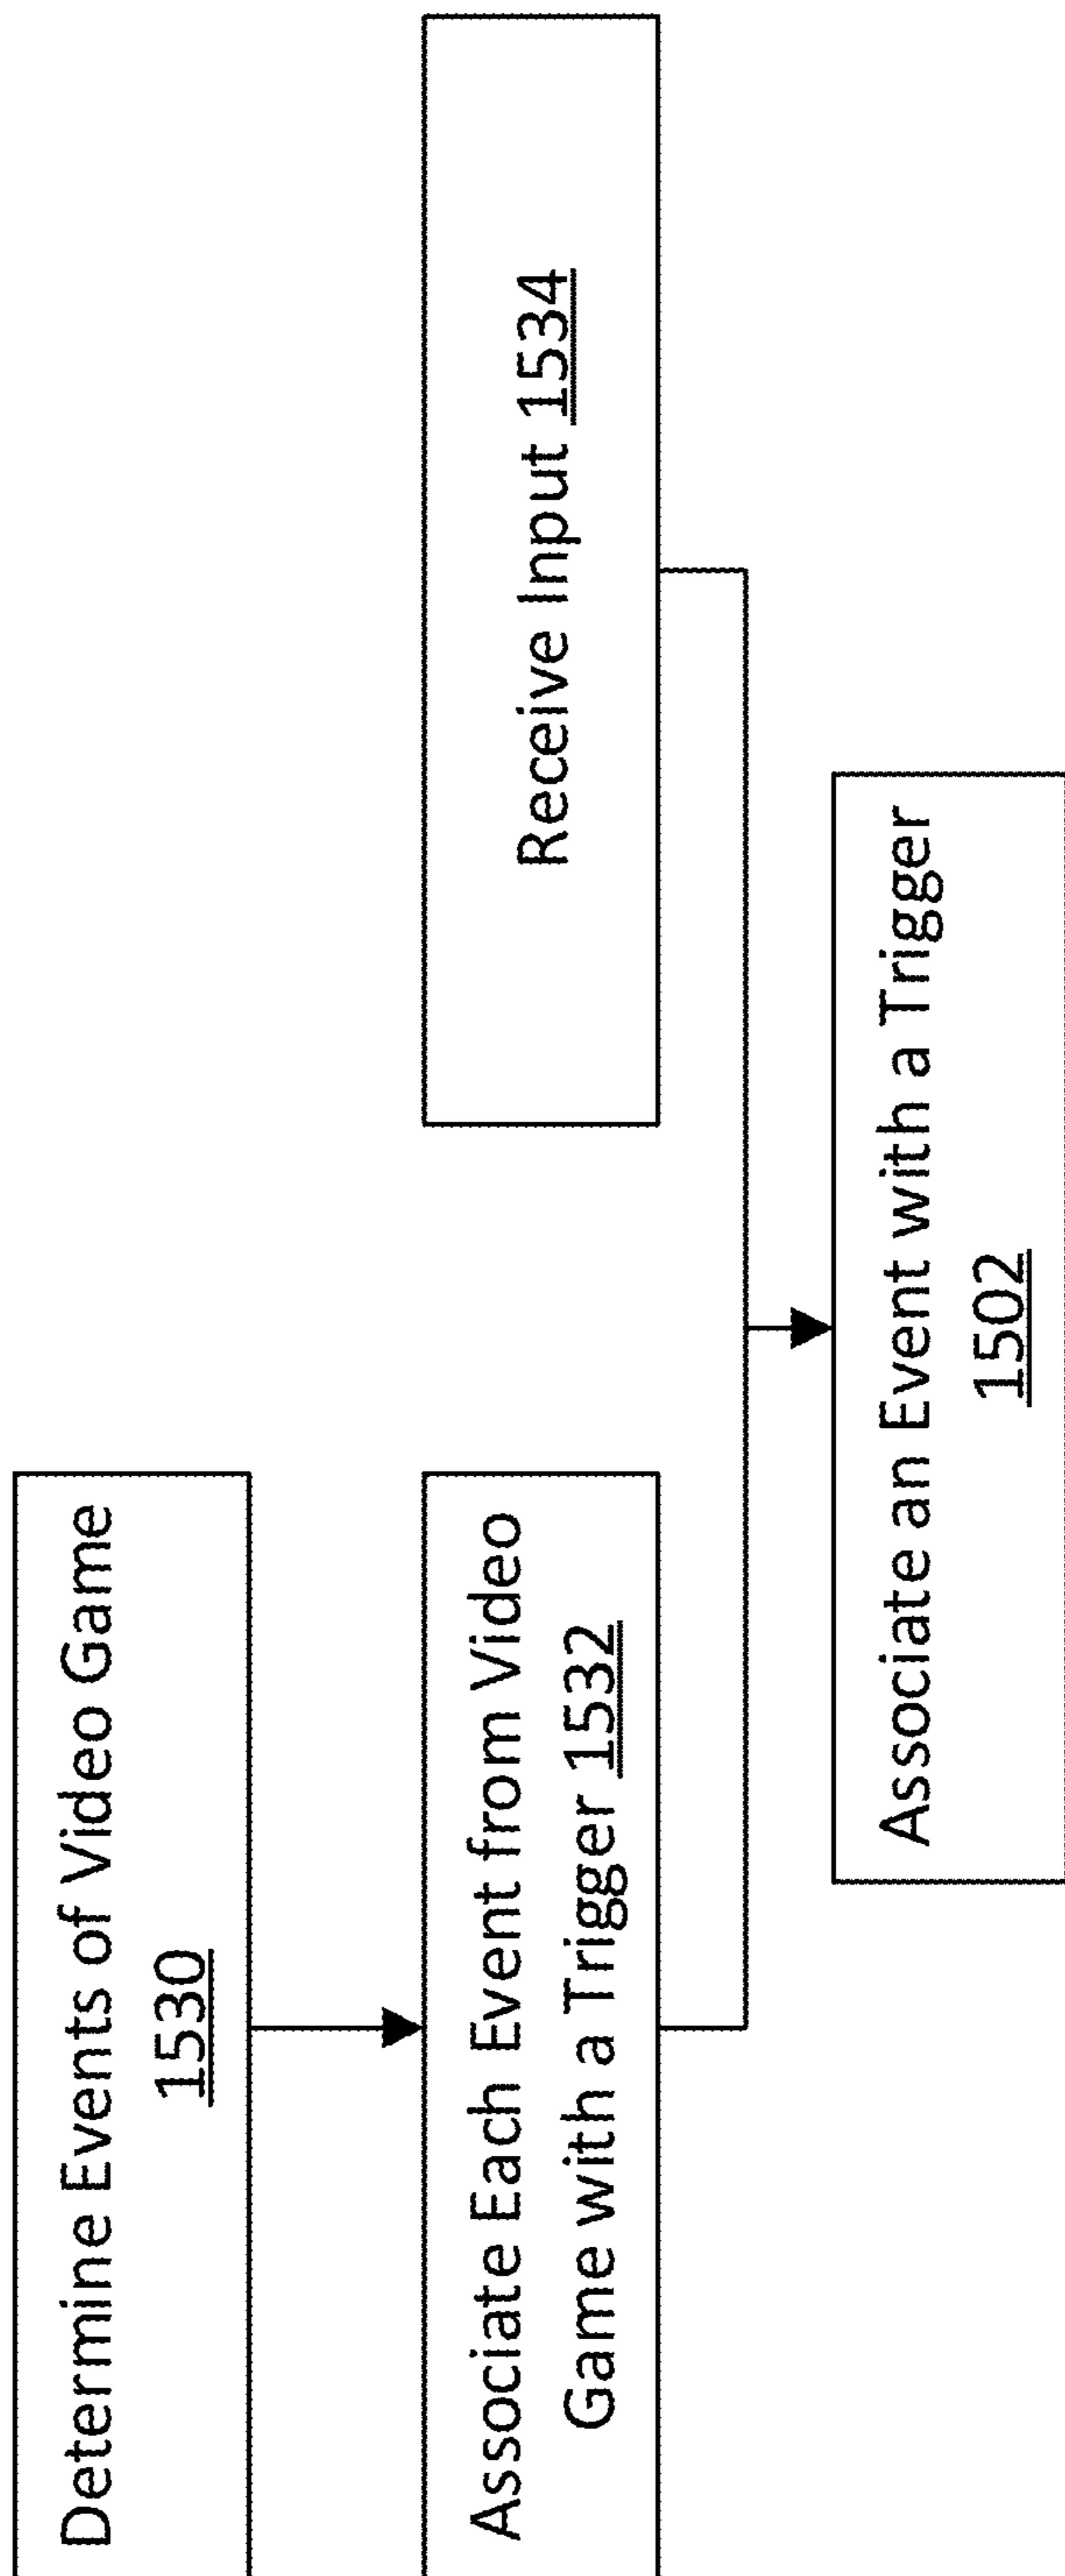 Determine Events of Video Game
1530
Associate Each Event from Video
Game with a Trigger 1532
Receive Input 1534
Associate an Event with a Trigger
1502